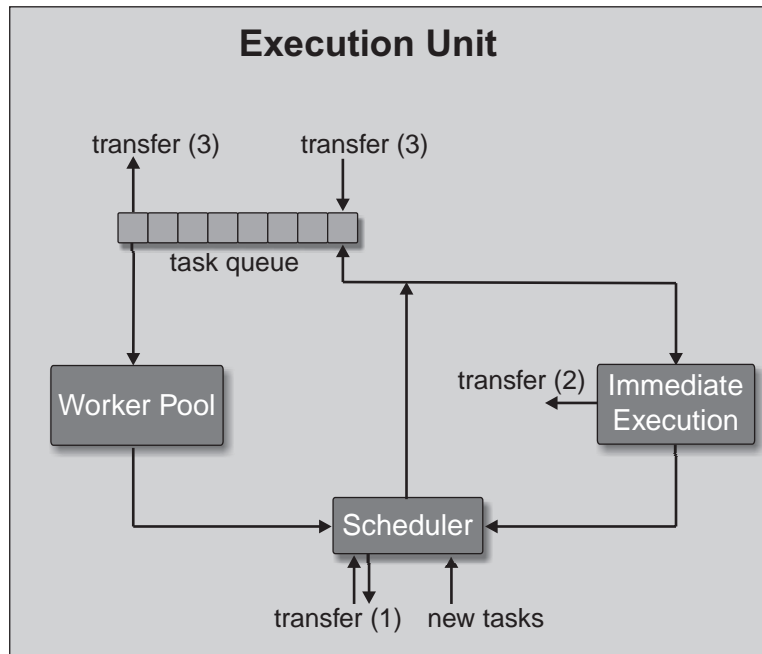 Execution Unit
transfer (3) transfer (3)
task queue
Worker Pool
transfer (2)
Immediate
Execution
Scheduler
transfer (1) new tasks